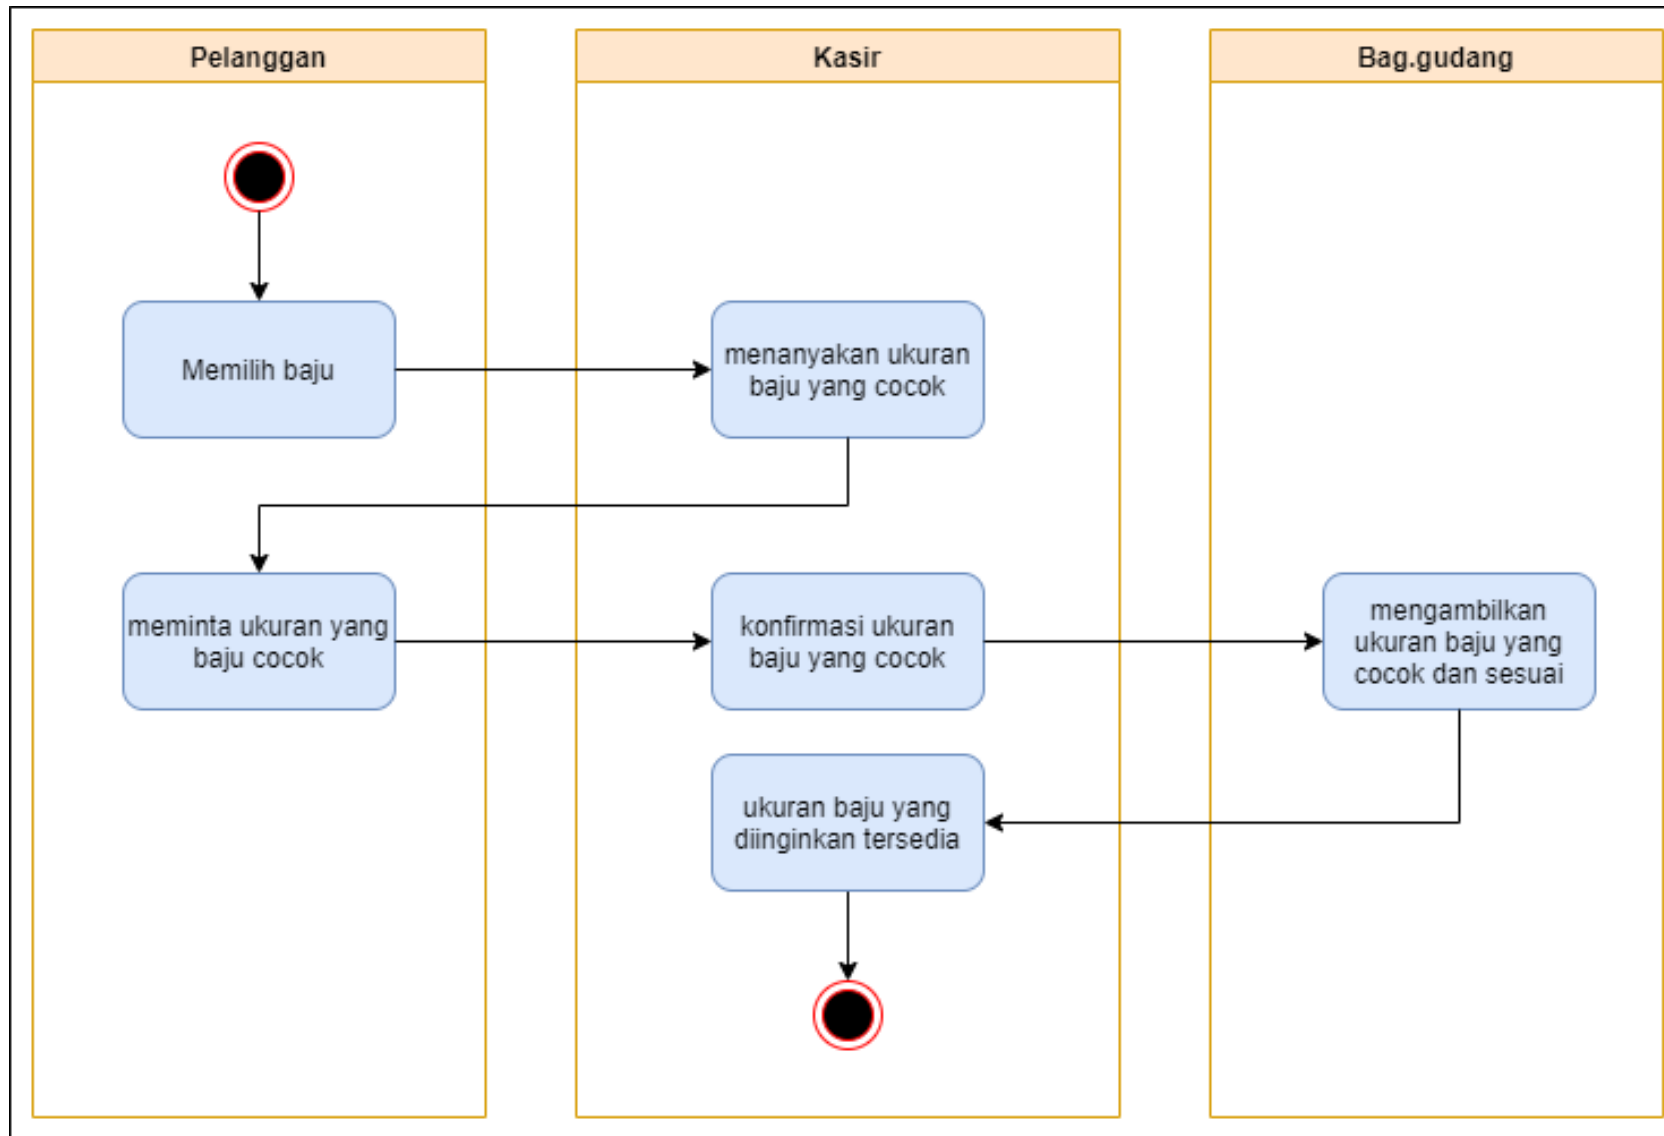 Pelanggan
Kasir
Bag.gudang
Memilih baju
menanyakan ukuran
baju yang cocok
meminta ukuran yang
baju cocok
konfirmasi ukuran
baju yang cocok
mengambilkan
ukuran baju yang
cocok dan sesuai
ukuran baju yang
diinginkan tersedia